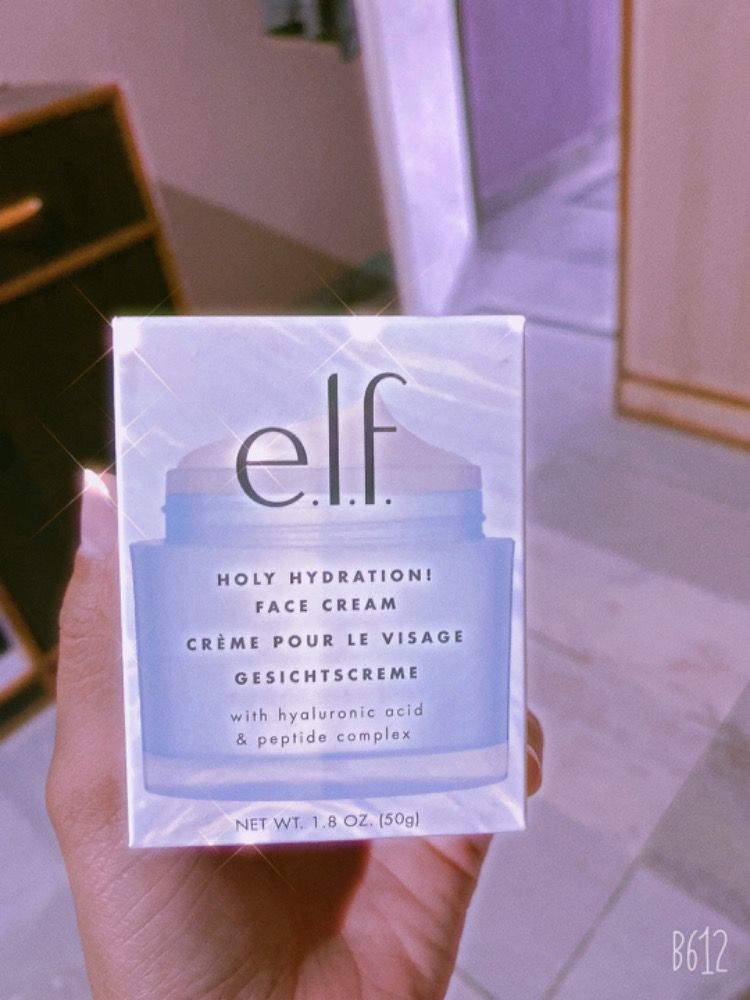 e.l.f.
HOLY HYDRATION!
FACE CREAM
CRÈME POUR LE VISAGE
GESICHTSCREME
with hyaluronic acid
& peptide complex
NET WT. 1.8 OZ. (50g)
B612